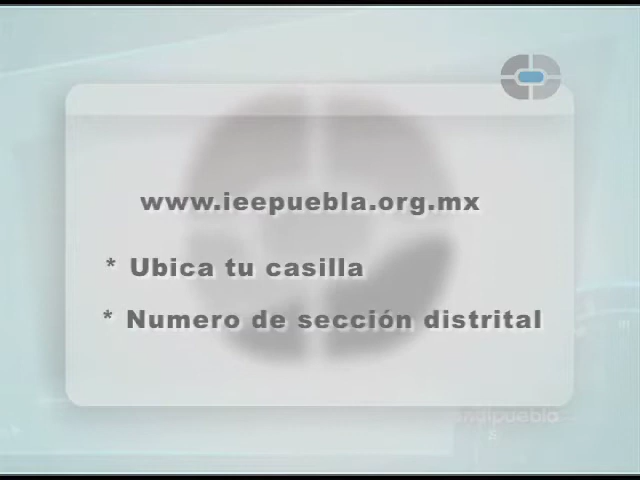 www.ieepuebla.org.mx
* Ubica tu casilla
* Numero de sección distrital